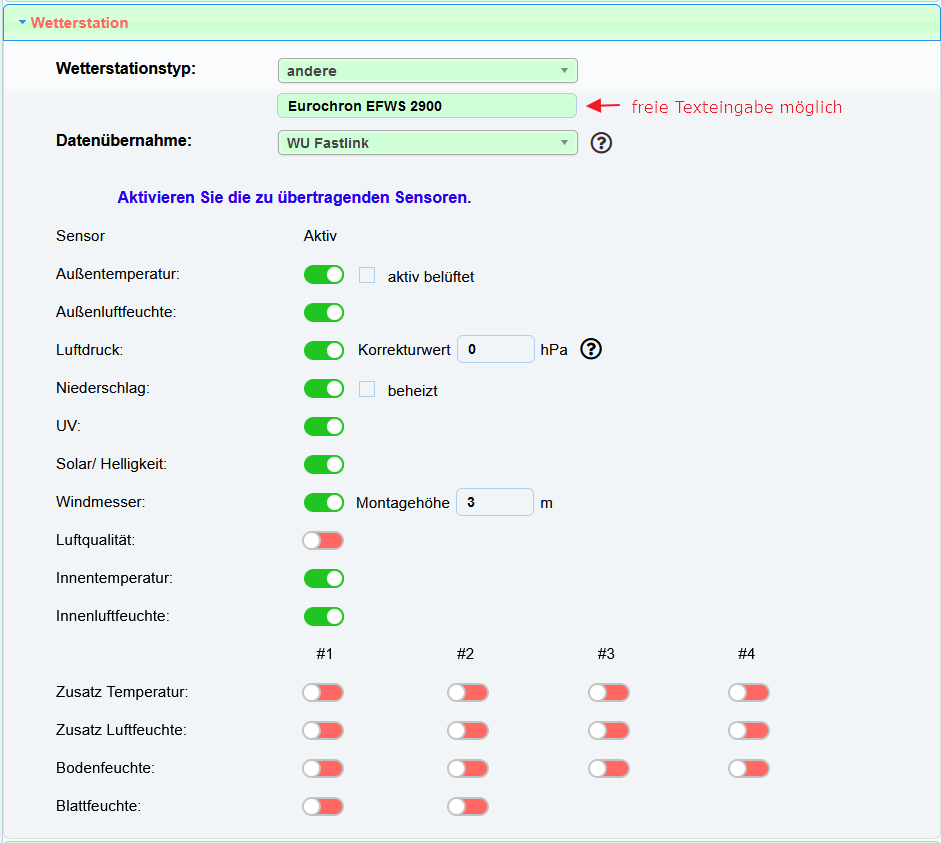 Wetterstation
Wetterstationstyp: andere
Eurochron EFWS 2900 freie Texteingabe möglich
Datenübernahme: WU Fastlink ?
Aktivieren Sie die zu übertragenden Sensoren.
Sensor Aktiv
Außentemperatur: aktiv belüftet
Außenluftfeuchte:
Luftdruck: Korrekturwert 0 hPa ?
Niederschlag: beheizt
UV:
Solar/ Helligkeit:
Windmesser: Montagehöhe 3 m
Luftqualität:
Innentemperatur:
Innenluftfeuchte:
#1 #2 #3 #4
Zusatz Temperatur:
Zusatz Luftfeuchte:
Bodenfeuchte:
Blattfeuchte: